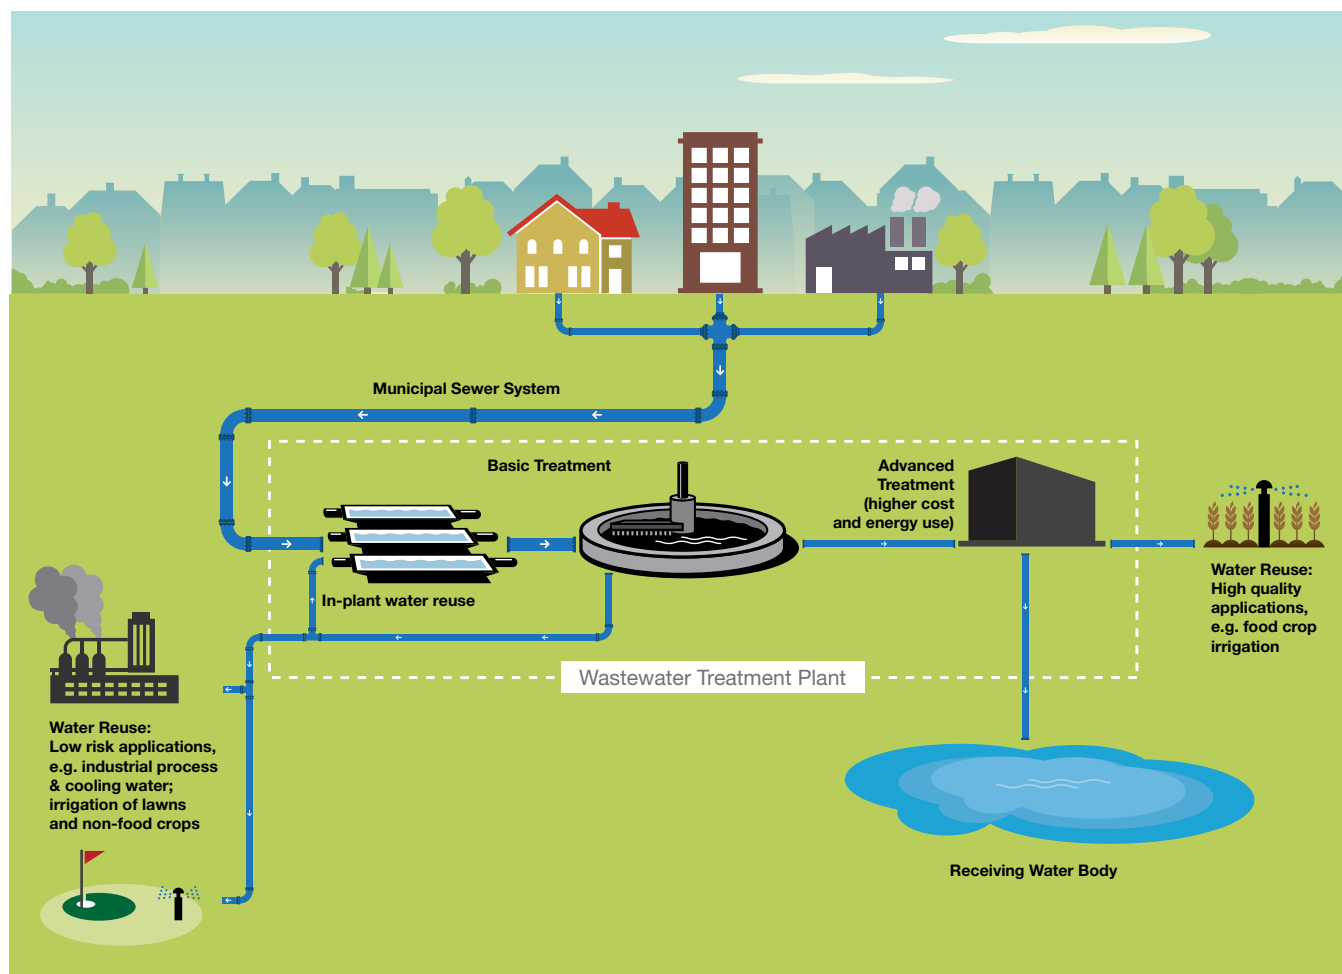 Municipal Sewer System
Basic Treatment
Advanced
Treatment
(higher cost
and energy use)
In-plant water reuse
Water Reuse:
High quality
applications,
e.g. food crop
irrigation
Wastewater Treatment Plant
Water Reuse:
Low risk applications,
e.g. industrial process
& cooling water;
irrigation of lawns
and non-food crops
Receiving Water Body